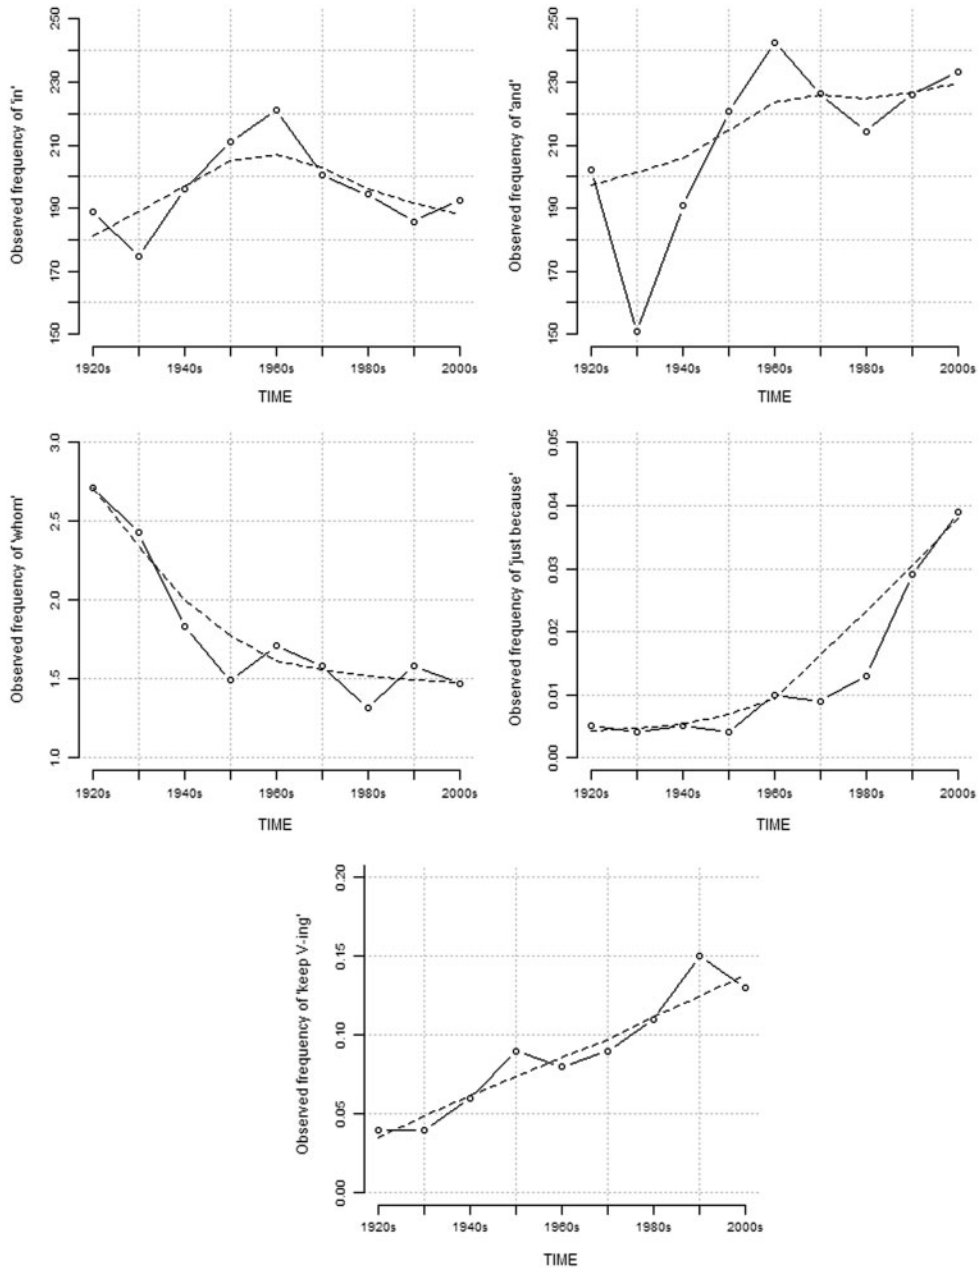 Observed frequency of 'in'
250
230
210
190
170
150
1920s 1940s 1960s 1980s 2000s
TIME
Observed frequency of 'and'
250
230
210
190
170
150
1920s 1940s 1960s 1980s 2000s
TIME
Observed frequency of 'whom'
3.0
2.5
2.0
1.5
1.0
1920s 1940s 1960s 1980s 2000s
TIME
Observed frequency of 'just because'
0.05
0.04
0.03
0.02
0.01
0.00
1920s 1940s 1960s 1980s 2000s
TIME
Observed frequency of 'keep V-ing'
0.20
0.15
0.10
0.05
0.00
1920s 1940s 1960s 1980s 2000s
TIME